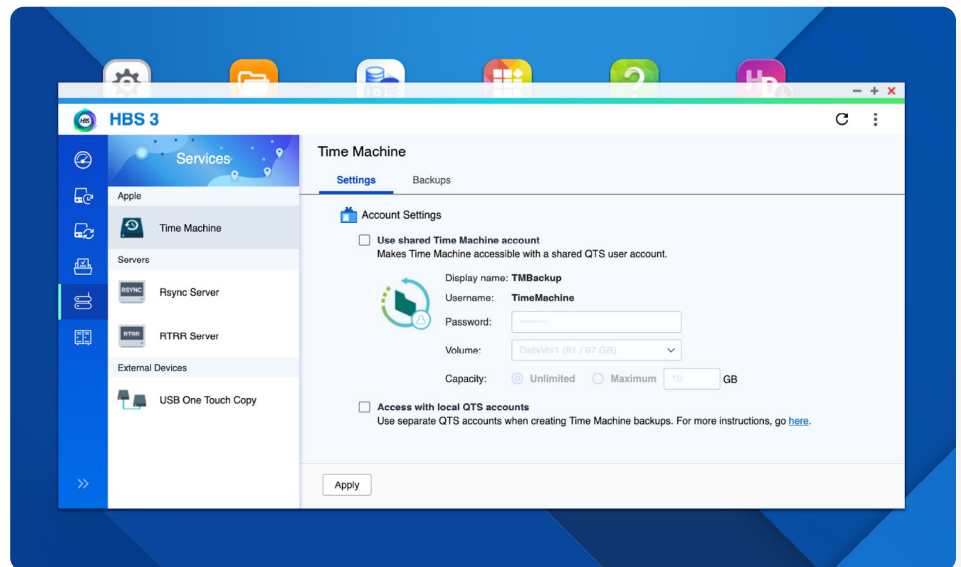 HBS
HBS 3
Services
Apple
Time Machine
Servers
RSYNC
Rsync Server
RTRR
RTRR Server
External Devices
USB One Touch Copy
Time Machine
Settings Backups
Account Settings
Use shared Time Machine account
Makes Time Machine accessible with a shared QTS user account.
Display name: TMBackup
Username: TimeMachine
Password:
Volume: DataVol1 (81 / 97 GB)
Capacity: Unlimited Maximum 10 GB
Access with local QTS accounts
Use separate QTS accounts when creating Time Machine backups. For more instructions, go here.
Apply